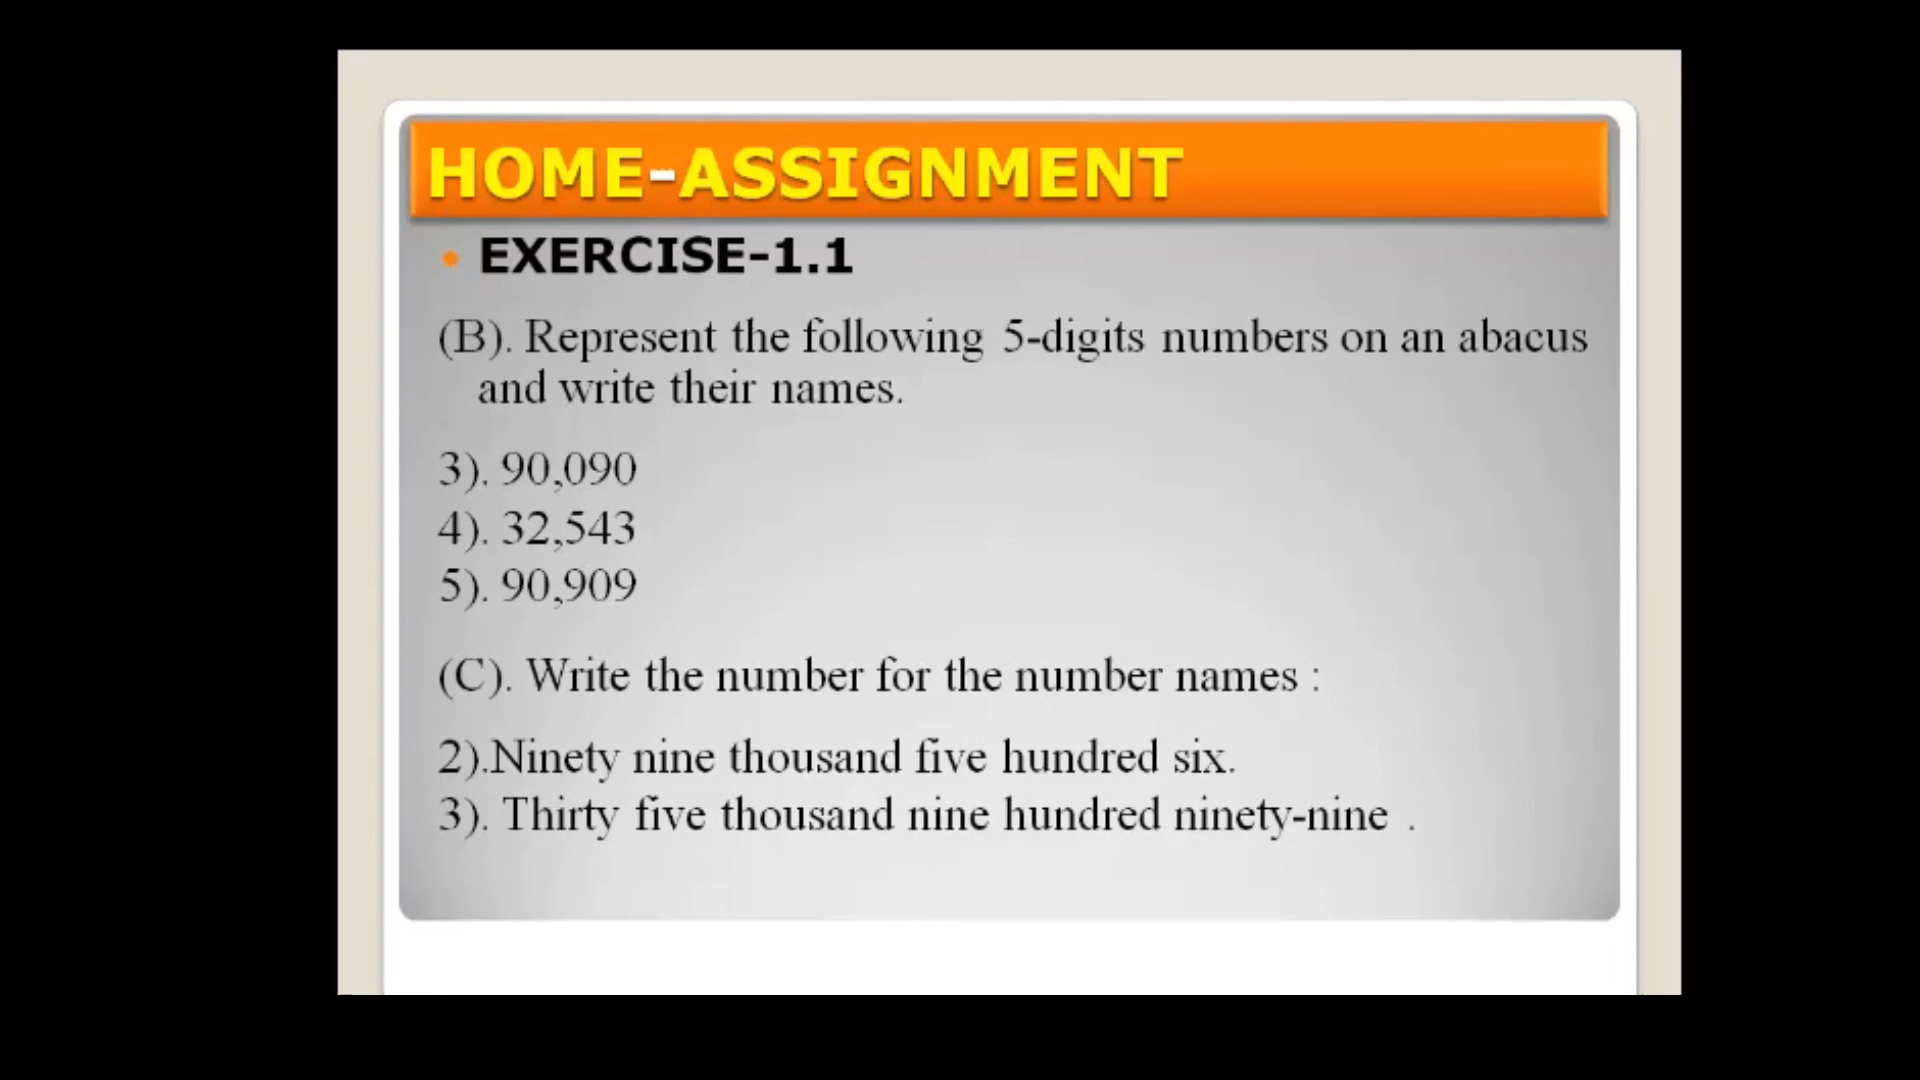 HOME-ASSIGNMENT
• EXERCISE-1.1
(B). Represent the following 5-digits numbers on an abacus
and write their names.
3). 90,090
4). 32,543
5). 90,909
(C). Write the number for the number names :
2).Ninety nine thousand five hundred six.
3). Thirty five thousand nine hundred ninety-nine .